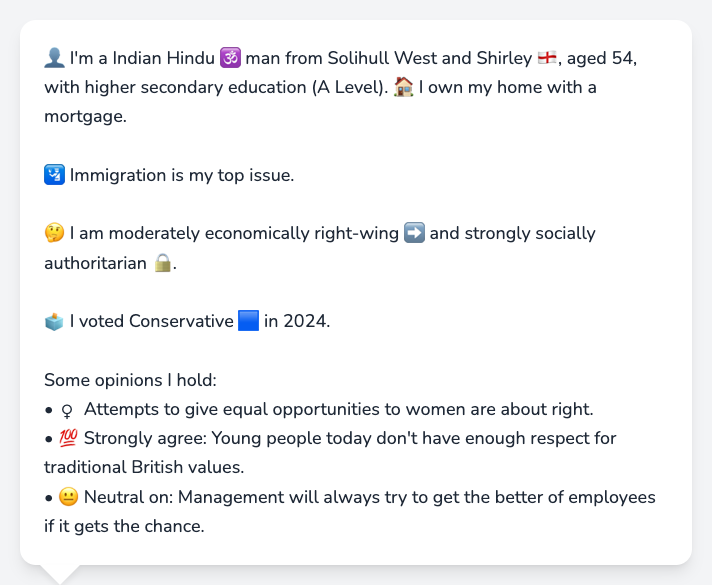 👤 I'm a Indian Hindu 🕉️ man from Solihull West and Shirley 🏴󠁧󠁢󠁥󠁮󠁧󠁿, aged 54,
with higher secondary education (A Level). 🏠 I own my home with a
mortgage.
🛂 Immigration is my top issue.
🤔 I am moderately economically right-wing ➡️ and strongly socially
authoritarian 🔒.
🗳️ I voted Conservative 🟦 in 2024.
Some opinions I hold:
• ♀ Attempts to give equal opportunities to women are about right.
• 💯 Strongly agree: Young people today don't have enough respect for
traditional British values.
• 😐 Neutral on: Management will always try to get the better of employees
if it gets the chance.